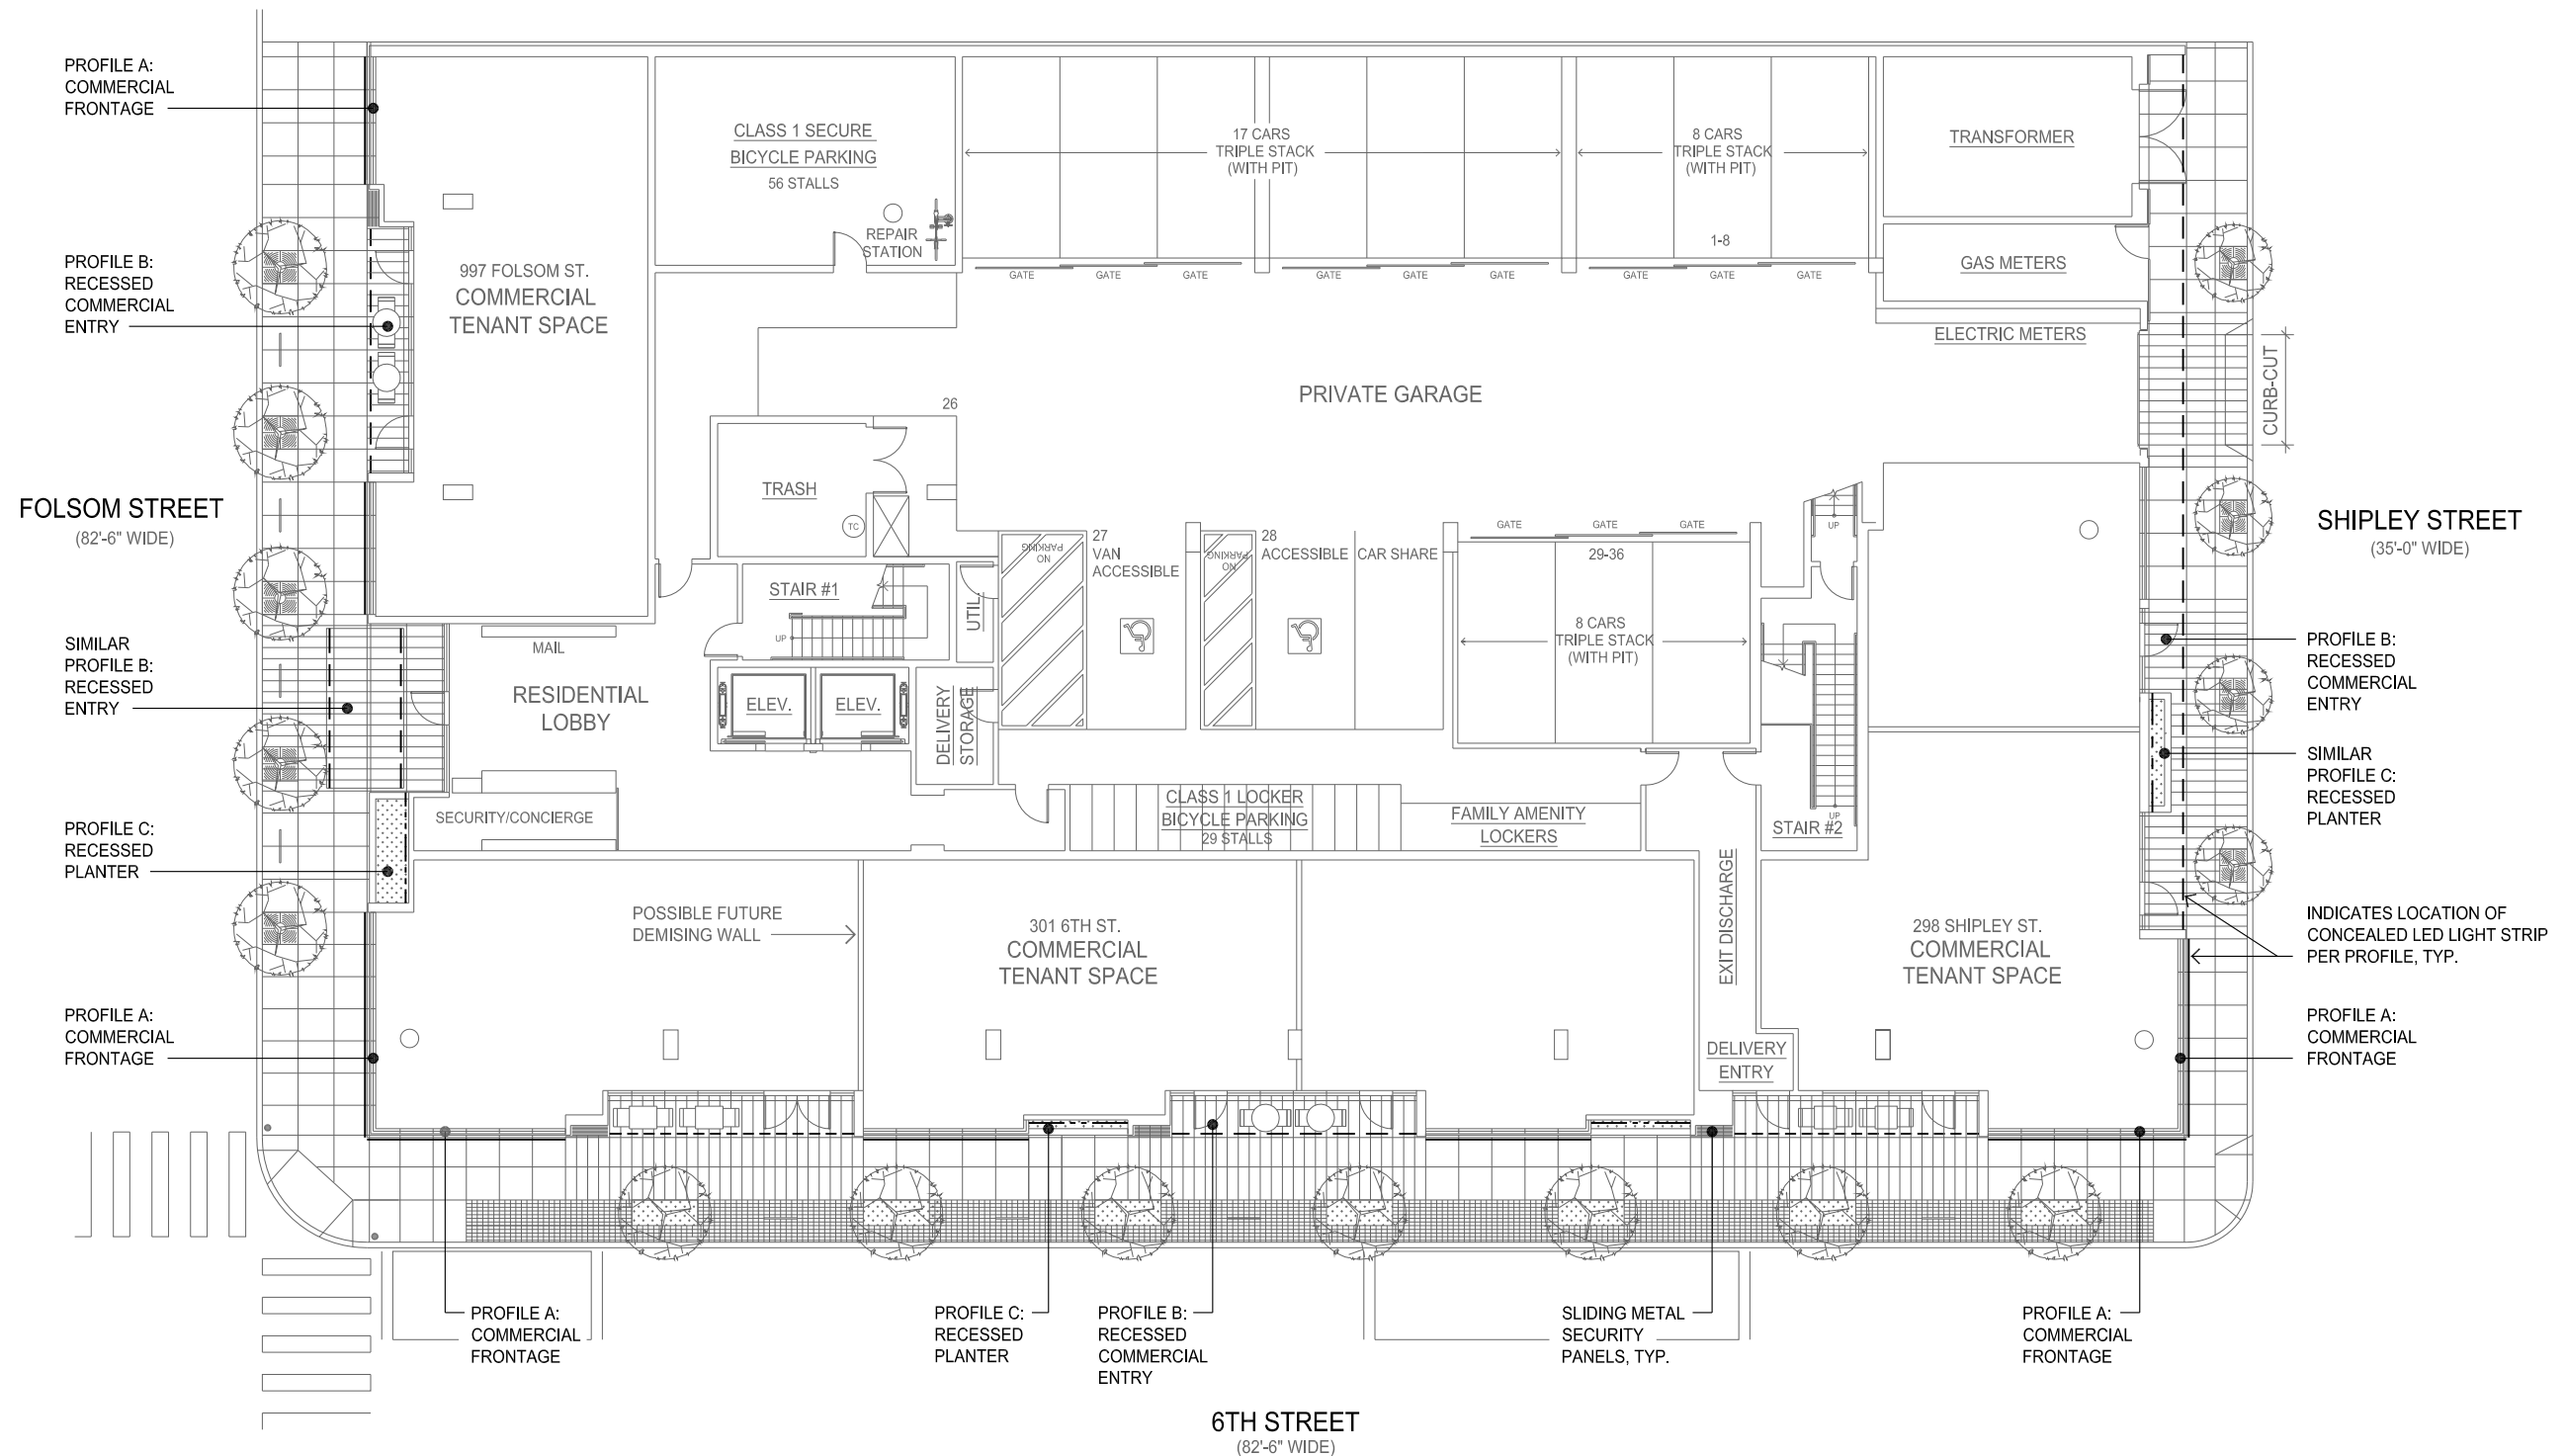 PROFILE A:
COMMERCIAL
FRONTAGE
PROFILE B:
RECESSED
COMMERCIAL
ENTRY
FOLSOM STREET
(82'-6" WIDE)
SIMILAR
PROFILE B:
RECESSED
ENTRY
PROFILE C:
RECESSED
PLANTER
PROFILE A:
COMMERCIAL
FRONTAGE
997 FOLSOM ST.
COMMERCIAL
TENANT SPACE
CLASS 1 SECURE
BICYCLE PARKING
56 STALLS
REPAIR
STATION
17 CARS
TRIPLE STACK
(WITH PIT)
8 CARS
TRIPLE STACK
(WITH PIT)
1-8
GATE
GATE
GATE
GATE
GATE
GATE
GATE
GATE
GATE
TRANSFORMER
GAS METERS
ELECTRIC METERS
PRIVATE GARAGE
CURB-CUT
26
TRASH
TC
STAIR #1
UP
UTIL.
MAIL
RESIDENTIAL
LOBBY
ELEV.
ELEV.
DELIVERY
STORAGE
SECURITY/CONCIERGE
NO
PARKING
27
VAN
ACCESSIBLE
NO
PARKING
28
ACCESSIBLE
CAR SHARE
GATE
GATE
GATE
29-36
8 CARS
TRIPLE STACK
(WITH PIT)
UP
UP
STAIR #2
CLASS 1 LOCKER
BICYCLE PARKING
29 STALLS
FAMILY AMENITY
LOCKERS
EXIT DISCHARGE
DELIVERY
ENTRY
POSSIBLE FUTURE
DEMISING WALL
301 6TH ST.
COMMERCIAL
TENANT SPACE
298 SHIPLEY ST.
COMMERCIAL
TENANT SPACE
SHIPLEY STREET
(35'-0" WIDE)
PROFILE B:
RECESSED
COMMERCIAL
ENTRY
SIMILAR
PROFILE C:
RECESSED
PLANTER
INDICATES LOCATION OF
CONCEALED LED LIGHT STRIP
PER PROFILE, TYP.
PROFILE A:
COMMERCIAL
FRONTAGE
PROFILE A:
COMMERCIAL
FRONTAGE
PROFILE C:
RECESSED
PLANTER
PROFILE B:
RECESSED
COMMERCIAL
ENTRY
SLIDING METAL
SECURITY
PANELS, TYP.
PROFILE A:
COMMERCIAL
FRONTAGE
6TH STREET
(82'-6" WIDE)